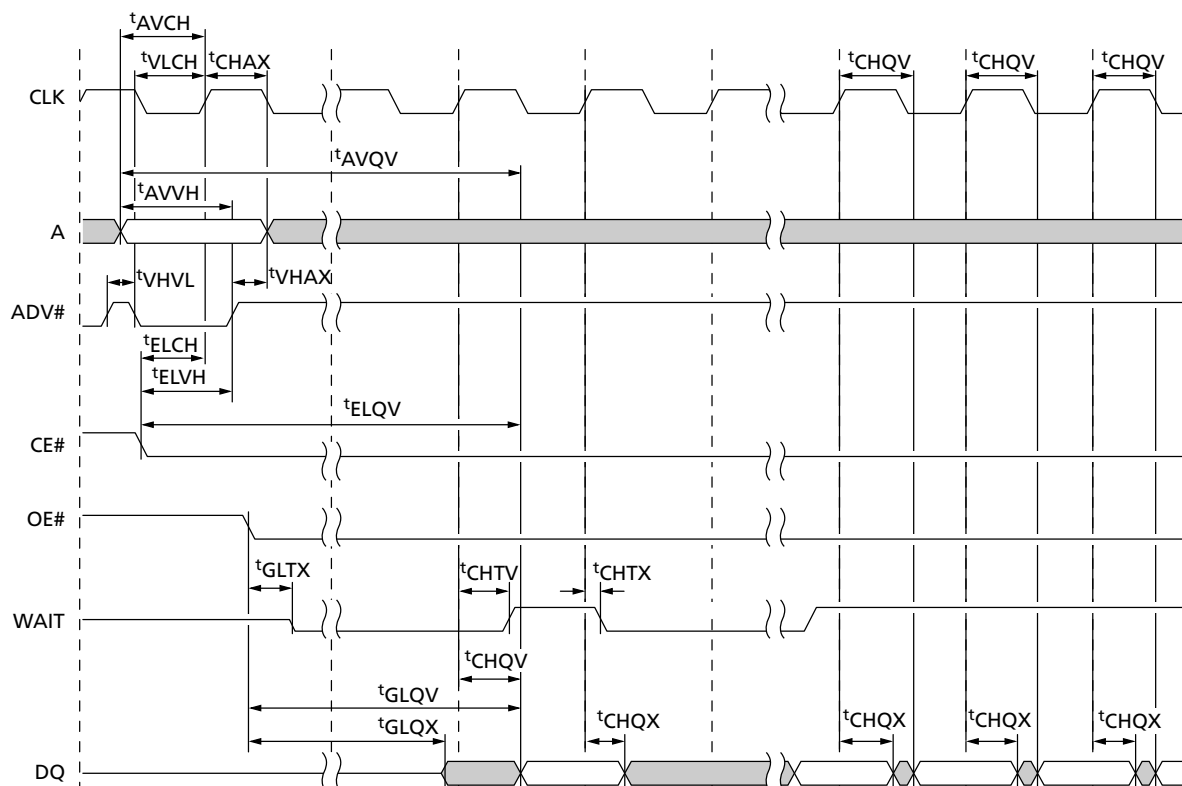 tAVCH
tVLCH tCHAX tCHQV tCHQV tCHQV
CLK
tAVQV
tAVVH
A
tVHVL tVHAX
ADV#
tELCH
tELVH
tELQV
CE#
OE#
tGLTX tCHTV tCHTX
WAIT
tCHQV
tGLQV
tGLQX tCHQX tCHQX tCHQX tCHQX
DQ